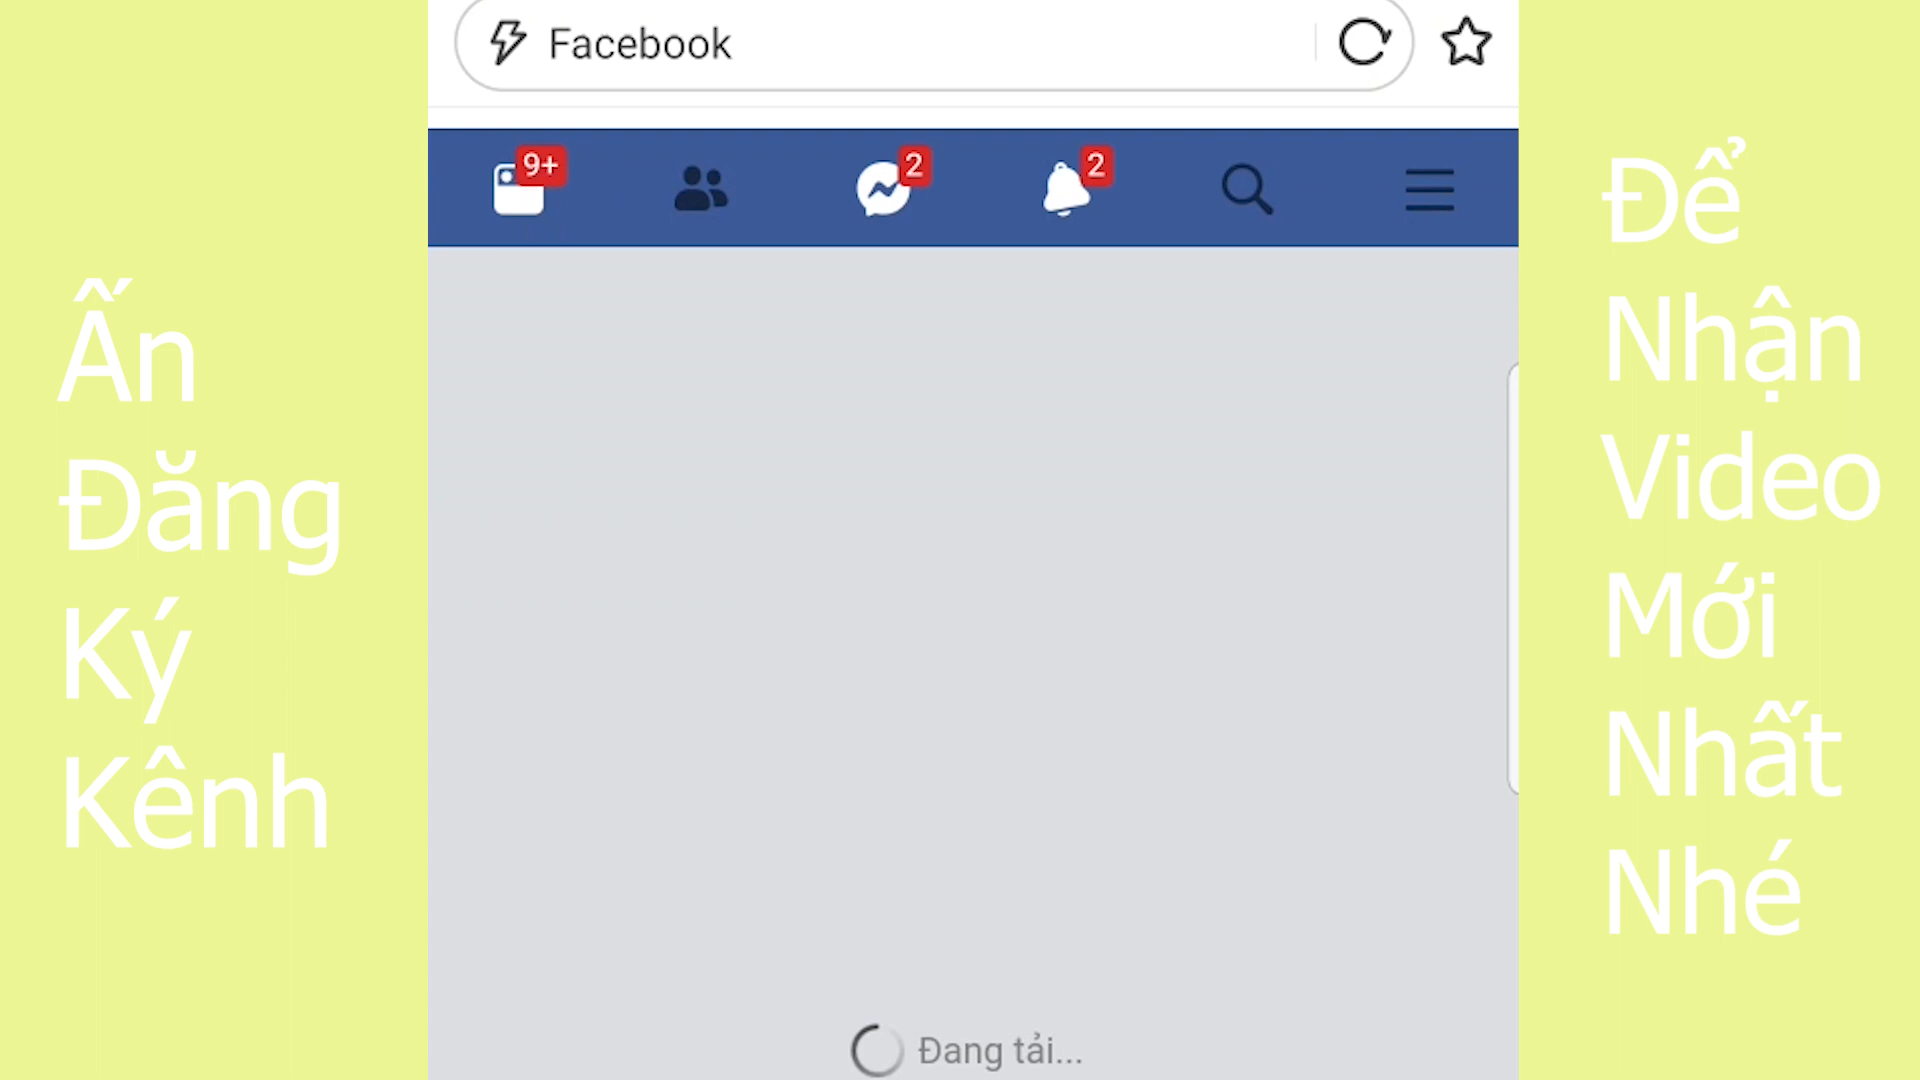 Facebook
9+
2
2
Ấn
Đăng
Ký
Kênh
Để
Nhận
Video
Mới
Nhất
Nhé
Đang tải...